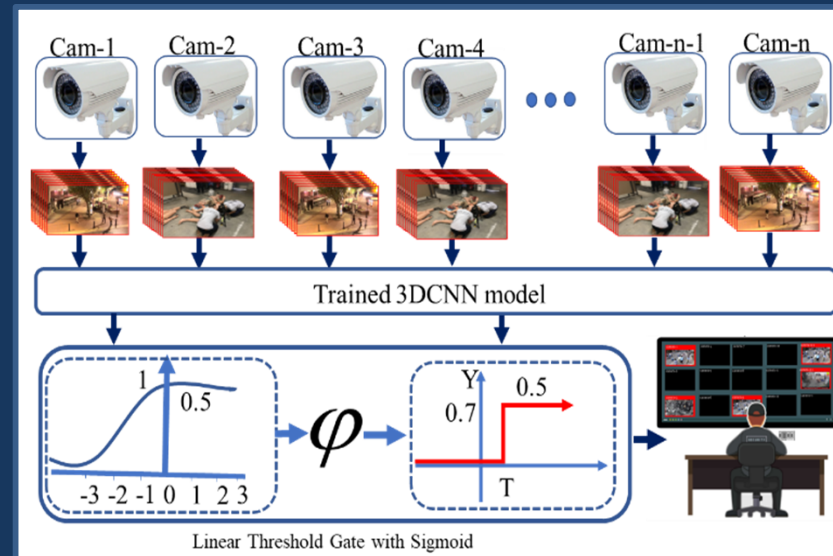 Cam-1 Cam-2 Cam-3 Cam-4 Cam-n-1 Cam-n
Trained 3DCNN model
1
0.5
-3 -2 -1 0 1 2 3
φ
Y
0.5
0.7
T
Linear Threshold Gate with Sigmoid